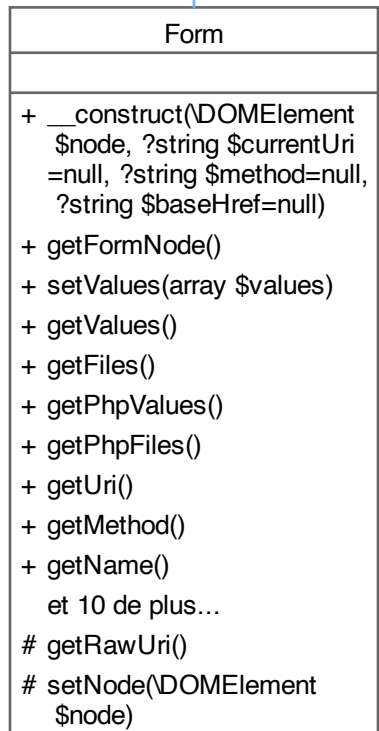 Form
+ __construct(\DOMElement
$node, ?string $currentUri
=null, ?string $method=null,
?string $baseHref=null)
+ getFormNode()
+ setValues(array $values)
+ getValues()
+ getFiles()
+ getPhpValues()
+ getPhpFiles()
+ getUri()
+ getMethod()
+ getName()
et 10 de plus...
# getRawUri()
# setNode(\DOMElement
$node)